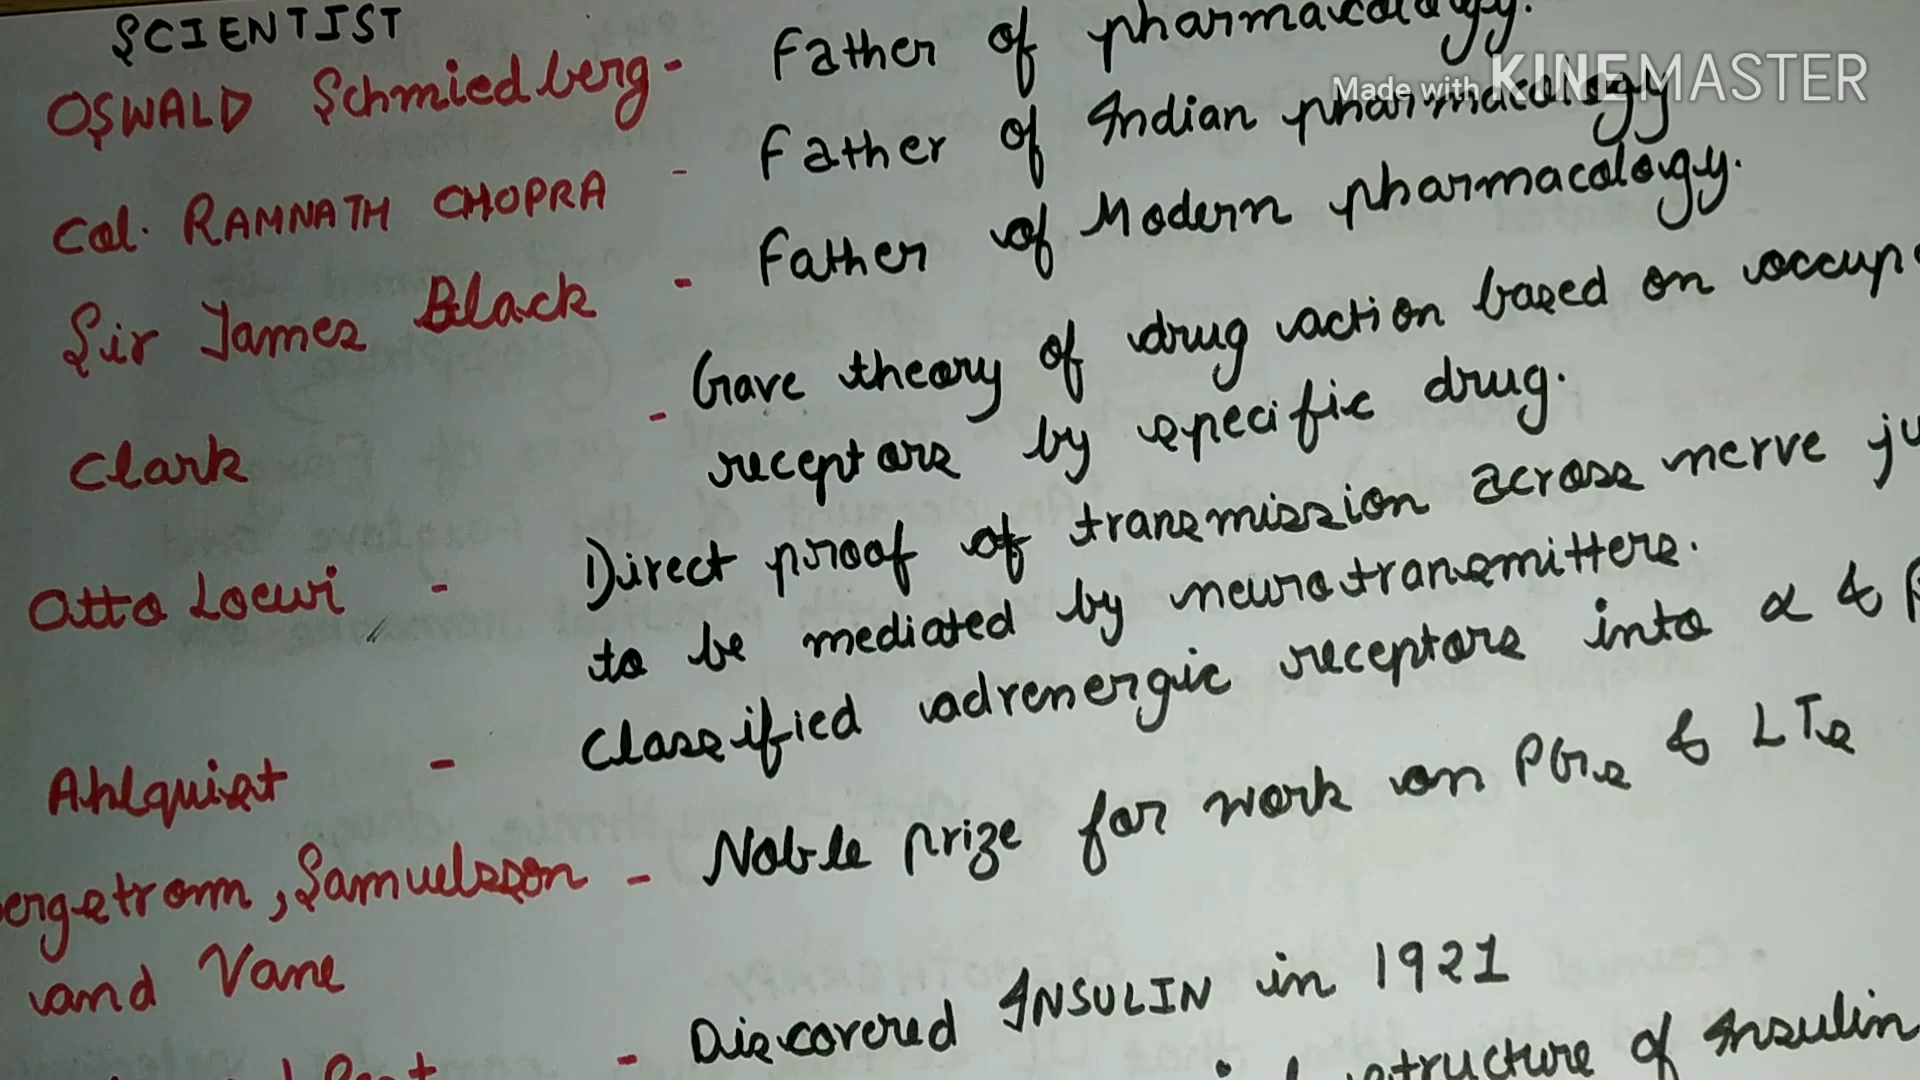 SCIENTIST
OSWALD Schmiedberg - Father of pharmacology.
Made with KINEMASTER
Col. RAMNATH CHOPRA - Father of Indian pharmacology
Sir James Black - Father of Modern pharmacology.
Clark - Gave theory of drug action based on occup
receptors by specific drug.
Otto Loewi - Direct proof of transmission across nerve ju
to be mediated by neurotransmitters.
Ahlquist - Classified adrenergic receptors into α & β
ergstrom, Samuelsson - Noble prize for work on PGs & LTs
and Vane
- Discovered INSULIN in 1921
structure of Insulin